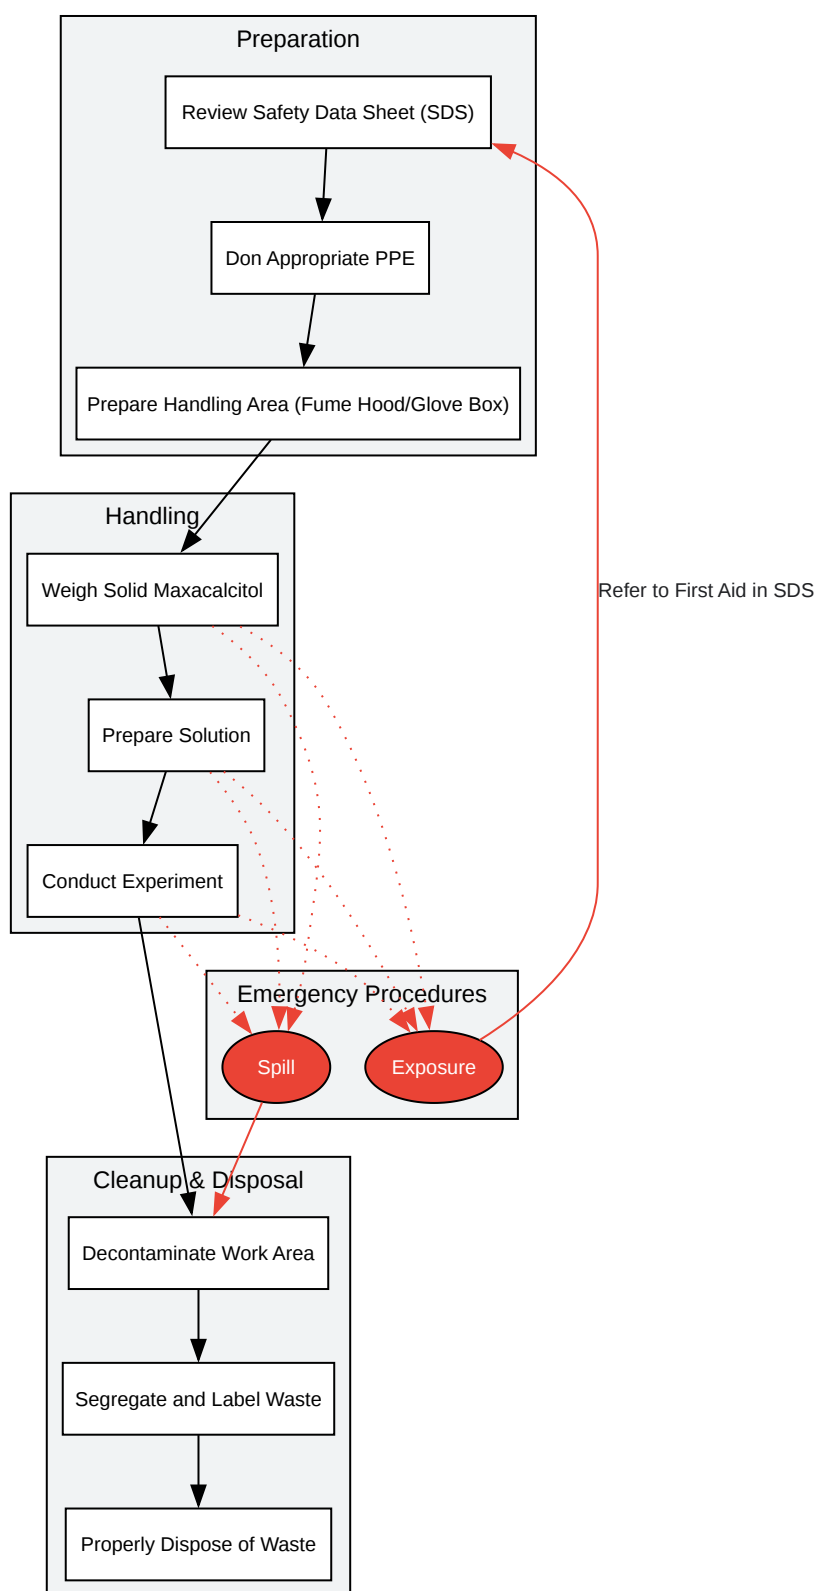 Preparation
Review Safety Data Sheet (SDS)
Don Appropriate PPE
Prepare Handling Area (Fume Hood/Glove Box)
Handling
Weigh Solid Maxacalcitol
Refer to First Aid in SDS
Prepare Solution
Conduct Experiment
Emergency Procedures
Spill
Exposure
Cleanup & Disposal
Decontaminate Work Area
Segregate and Label Waste
Properly Dispose of Waste